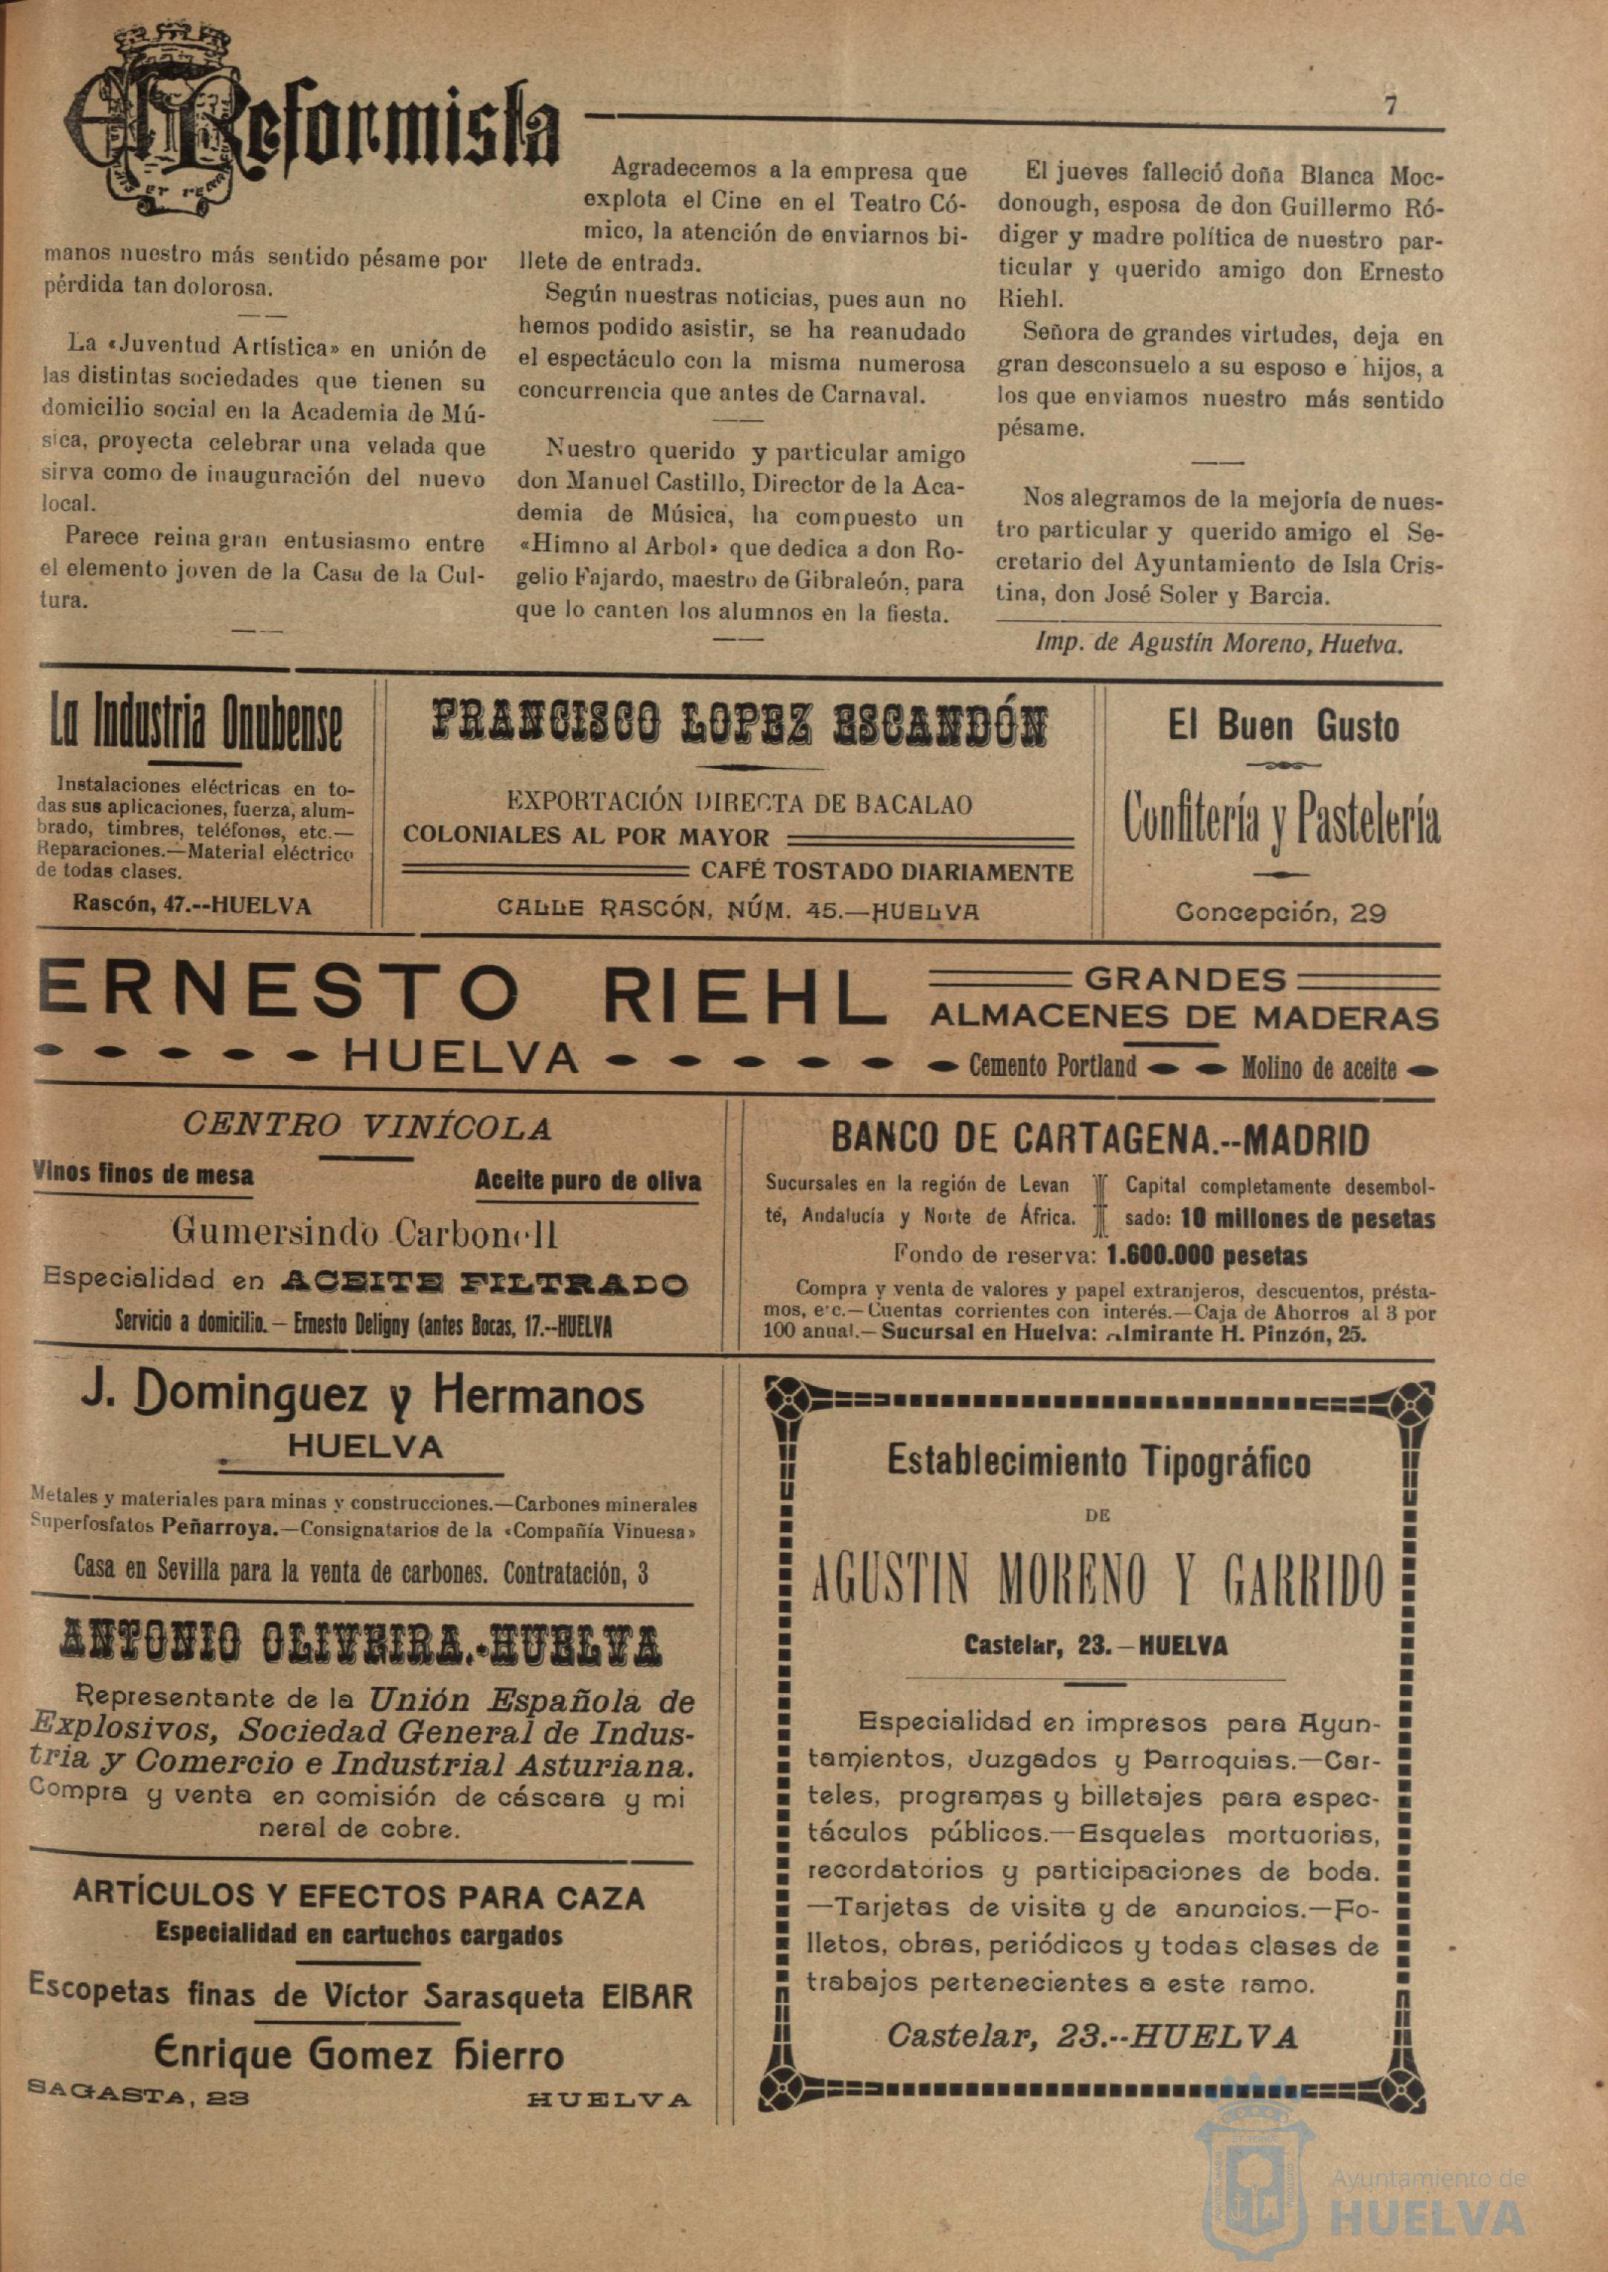 El Reformista
7
manos nuestro más sentido pésame por
pérdida tan dolorosa.
La «Juventud Artística» en unión de
las distintas sociedades que tienen su
domicilio social en la Academia de Mú-
sica, proyecta celebrar una velada que
sirva como de inauguración del nuevo
local.
Parece reina gran entusiasmo entre
el elemento joven de la Casa de la Cul-
tura.
Agradecemos a la empresa que
explota el Cine en el Teatro Có-
mico, la atención de enviarnos bi-
llete de entrada.
Según nuestras noticias, pues aun no
hemos podido asistir, se ha reanudado
el espectáculo con la misma numerosa
concurrencia que antes de Carnaval.
Nuestro querido y particular amigo
don Manuel Castillo, Director de la Aca-
demia de Música, ha compuesto un
«Himno al Arbol» que dedica a don Ro-
gelio Fajardo, maestro de Gibraleón, para
que lo canten los alumnos en la fiesta.
El jueves falleció doña Blanca Moc-
donough, esposa de don Guillermo Ró-
diger y madre política de nuestro par-
ticular y querido amigo don Ernesto
Riehl.
Señora de grandes virtudes, deja en
gran desconsuelo a su esposo e hijos, a
los que enviamos nuestro más sentido
pésame.
Nos alegramos de la mejoría de nues-
tro particular y querido amigo el Se-
cretario del Ayuntamiento de Isla Cris-
tina, don José Soler y Barcia.
Imp. de Agustín Moreno, Huelva.
La Industria Onubense
Instalaciones eléctricas en to-
das sus aplicaciones, fuerza, alum-
brado, timbres, teléfonos, etc.—
Reparaciones.—Material eléctrico
de todas clases.
Rascón, 47.--HUELVA
FRANCISCO LOPEZ ESCANDÓN
EXPORTACIÓN DIRECTA DE BACALAO
COLONIALES AL POR MAYOR
CAFÉ TOSTADO DIARIAMENTE
CALLE RASCÓN, NÚM. 45.—HUELVA
El Buen Gusto
Confitería y Pastelería
Concepción, 29
ERNESTO RIEHL
HUELVA
GRANDES
ALMACENES DE MADERAS
Cemento Portland — — Molino de aceite
CENTRO VINÍCOLA
Vinos finos de mesa Aceite puro de oliva
Gumersindo Carbonell
Especialidad en ACEITE FILTRADO
Servicio a domicilio.—Ernesto Deligny (antes Bocas, 17.--HUELVA
BANCO DE CARTAGENA.--MADRID
Sucursales en la región de Levan
te, Andalucía y Norte de África.
Capital completamente desembol-
sado: 10 millones de pesetas
Fondo de reserva: 1.600.000 pesetas
Compra y venta de valores y papel extranjeros, descuentos, présta-
mos, etc.—Cuentas corrientes con interés.—Caja de Ahorros al 3 por
100 anual.—Sucursal en Huelva: Almirante H. Pinzón, 25.
J. Dominguez y Hermanos
HUELVA
Metales y materiales para minas y construcciones.—Carbones minerales
Superfosfatos Peñarroya.—Consignatarios de la «Compañía Vinuesa»
Casa en Sevilla para la venta de carbones. Contratación, 3
ANTONIO OLIVEIRA.-HUELVA
Representante de la Unión Española de
Explosivos, Sociedad General de Indus-
tria y Comercio e Industrial Asturiana.
Compra y venta en comisión de cáscara y mi
neral de cobre.
ARTÍCULOS Y EFECTOS PARA CAZA
Especialidad en cartuchos cargados
Escopetas finas de Víctor Sarasqueta EIBAR
Enrique Gomez Hierro
SAGASTA, 23 HUELVA
Establecimiento Tipográfico
DE
AGUSTIN MORENO Y GARRIDO
Castelar, 23.—HUELVA
Especialidad en impresos para Ayun-
tamientos, Juzgados y Parroquias.—Car-
teles, programas y billetajes para espec-
táculos públicos.—Esquelas mortuorias,
recordatorios y participaciones de boda.
—Tarjetas de visita y de anuncios.—Fo-
lletos, obras, periódicos y todas clases de
trabajos pertenecientes a este ramo.
Castelar, 23.--HUELVA
Ayuntamiento de
HUELVA